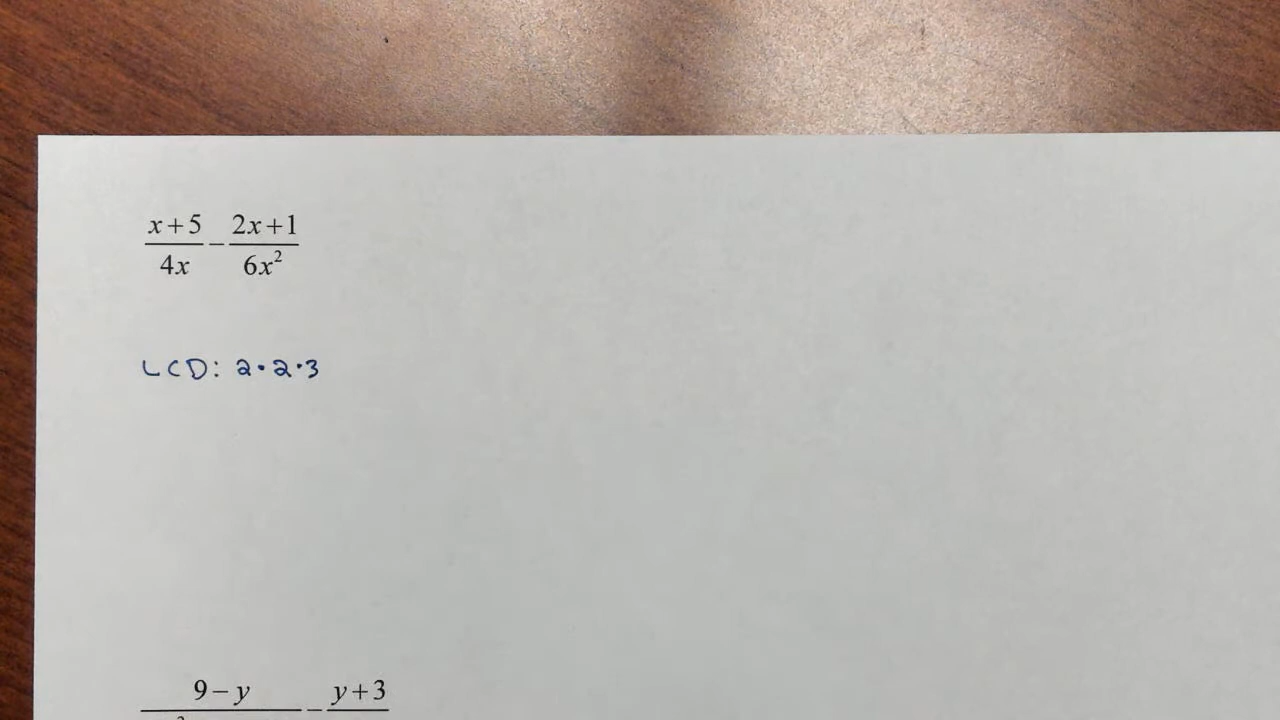 x+5/4x − 2x+1/6x²
LCD: 2·2·3
9−y − y+3